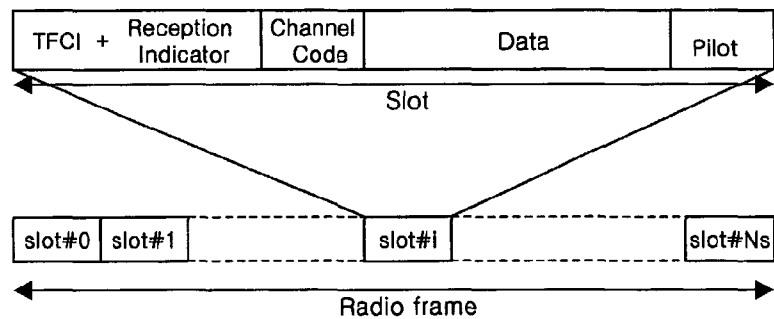 TFCI + Reception Indicator
Channel Code
Data
Pilot
Slot
slot#0
slot#1
slot#i
slot#Ns
Radio frame